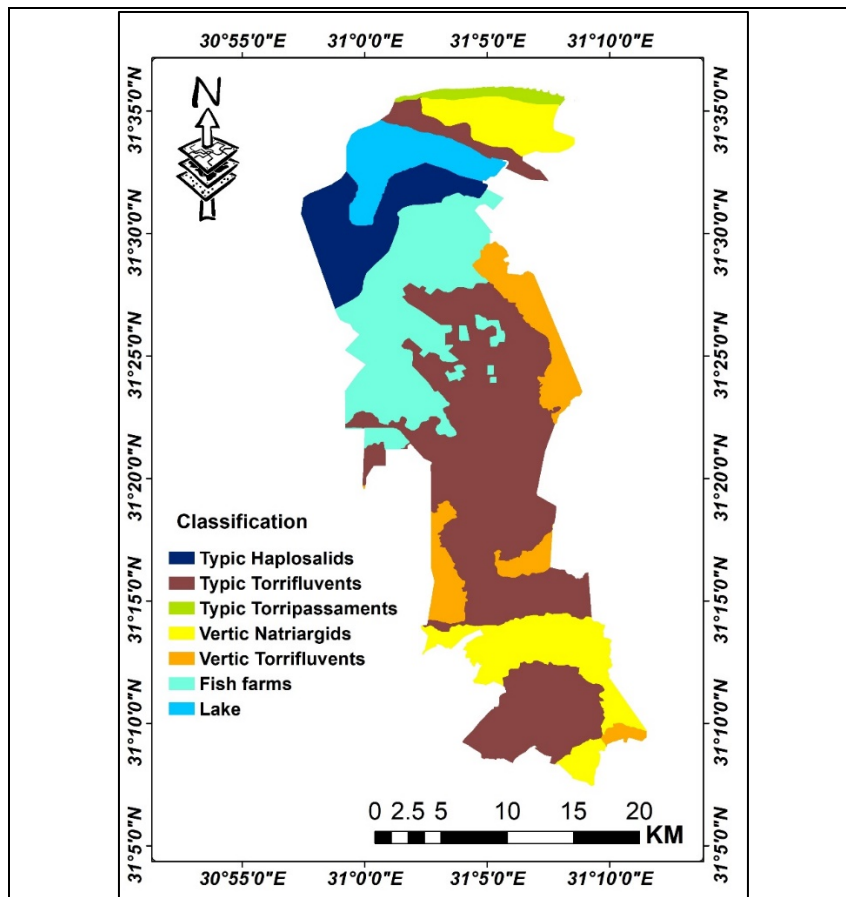 30°55'0"E 31°0'0"E 31°5'0"E 31°10'0"E
N
31°35'0"N 31°35'0"N
31°30'0"N 31°30'0"N
31°25'0"N 31°25'0"N
31°20'0"N 31°20'0"N
Classification
Typic Haplosalids
Typic Torrifluvents
31°15'0"N 31°15'0"N
Typic Torripassaments
Vertic Natriargids
Vertic Torrifluvents
Fish farms
Lake
31°10'0"N 31°10'0"N
0 2.5 5 10 15 20
KM
31°5'0"N 31°5'0"N
30°55'0"E 31°0'0"E 31°5'0"E 31°10'0"E